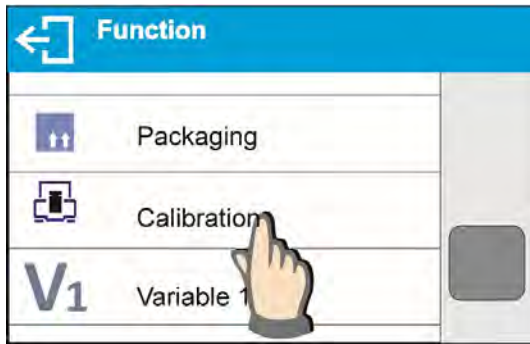 Function
Packaging
Calibration
V1 Variable 1